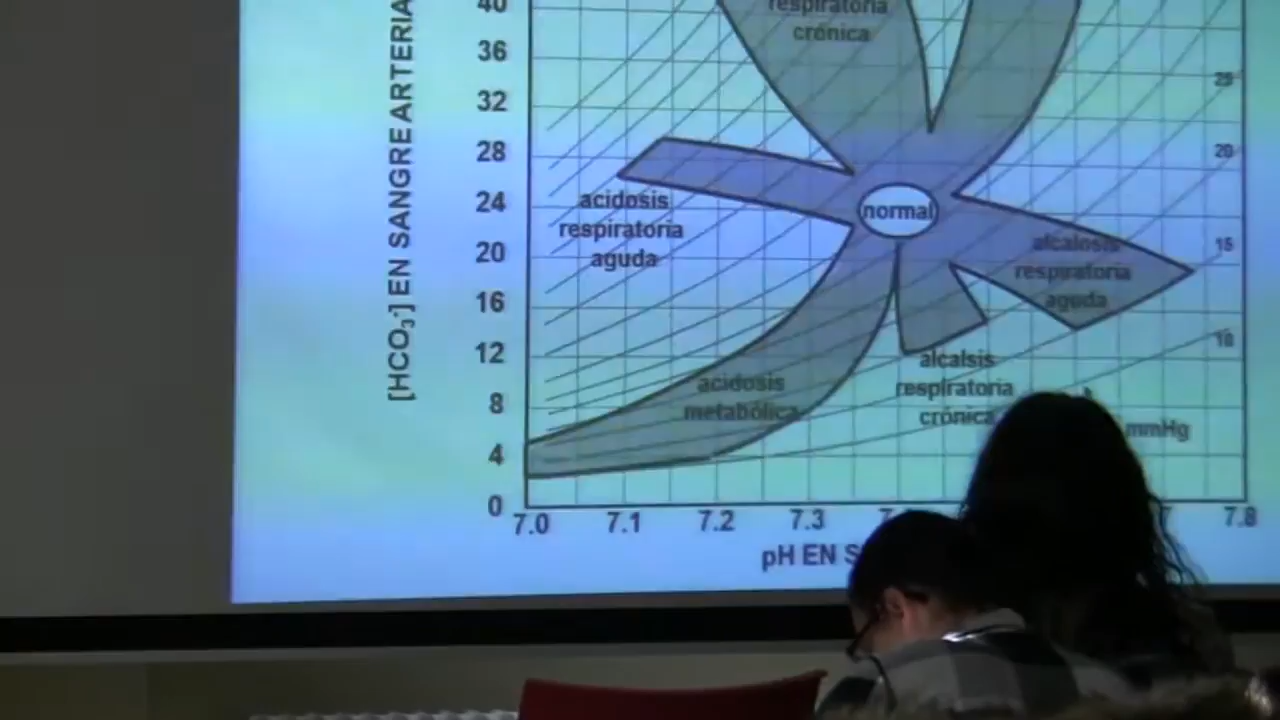 40
respiratoria
crónica
36
25
32
28
20
24
acidosis
respiratoria
aguda
normal
alcalosis
respiratoria
aguda
15
20
16
10
12
alcalsis
respiratoria
crónica
acidosis
metabólica
8
mmHg
4
0
7.0
7.1
7.2
7.3
7.8
pH EN
[HCO3-] EN SANGRE ARTERIA